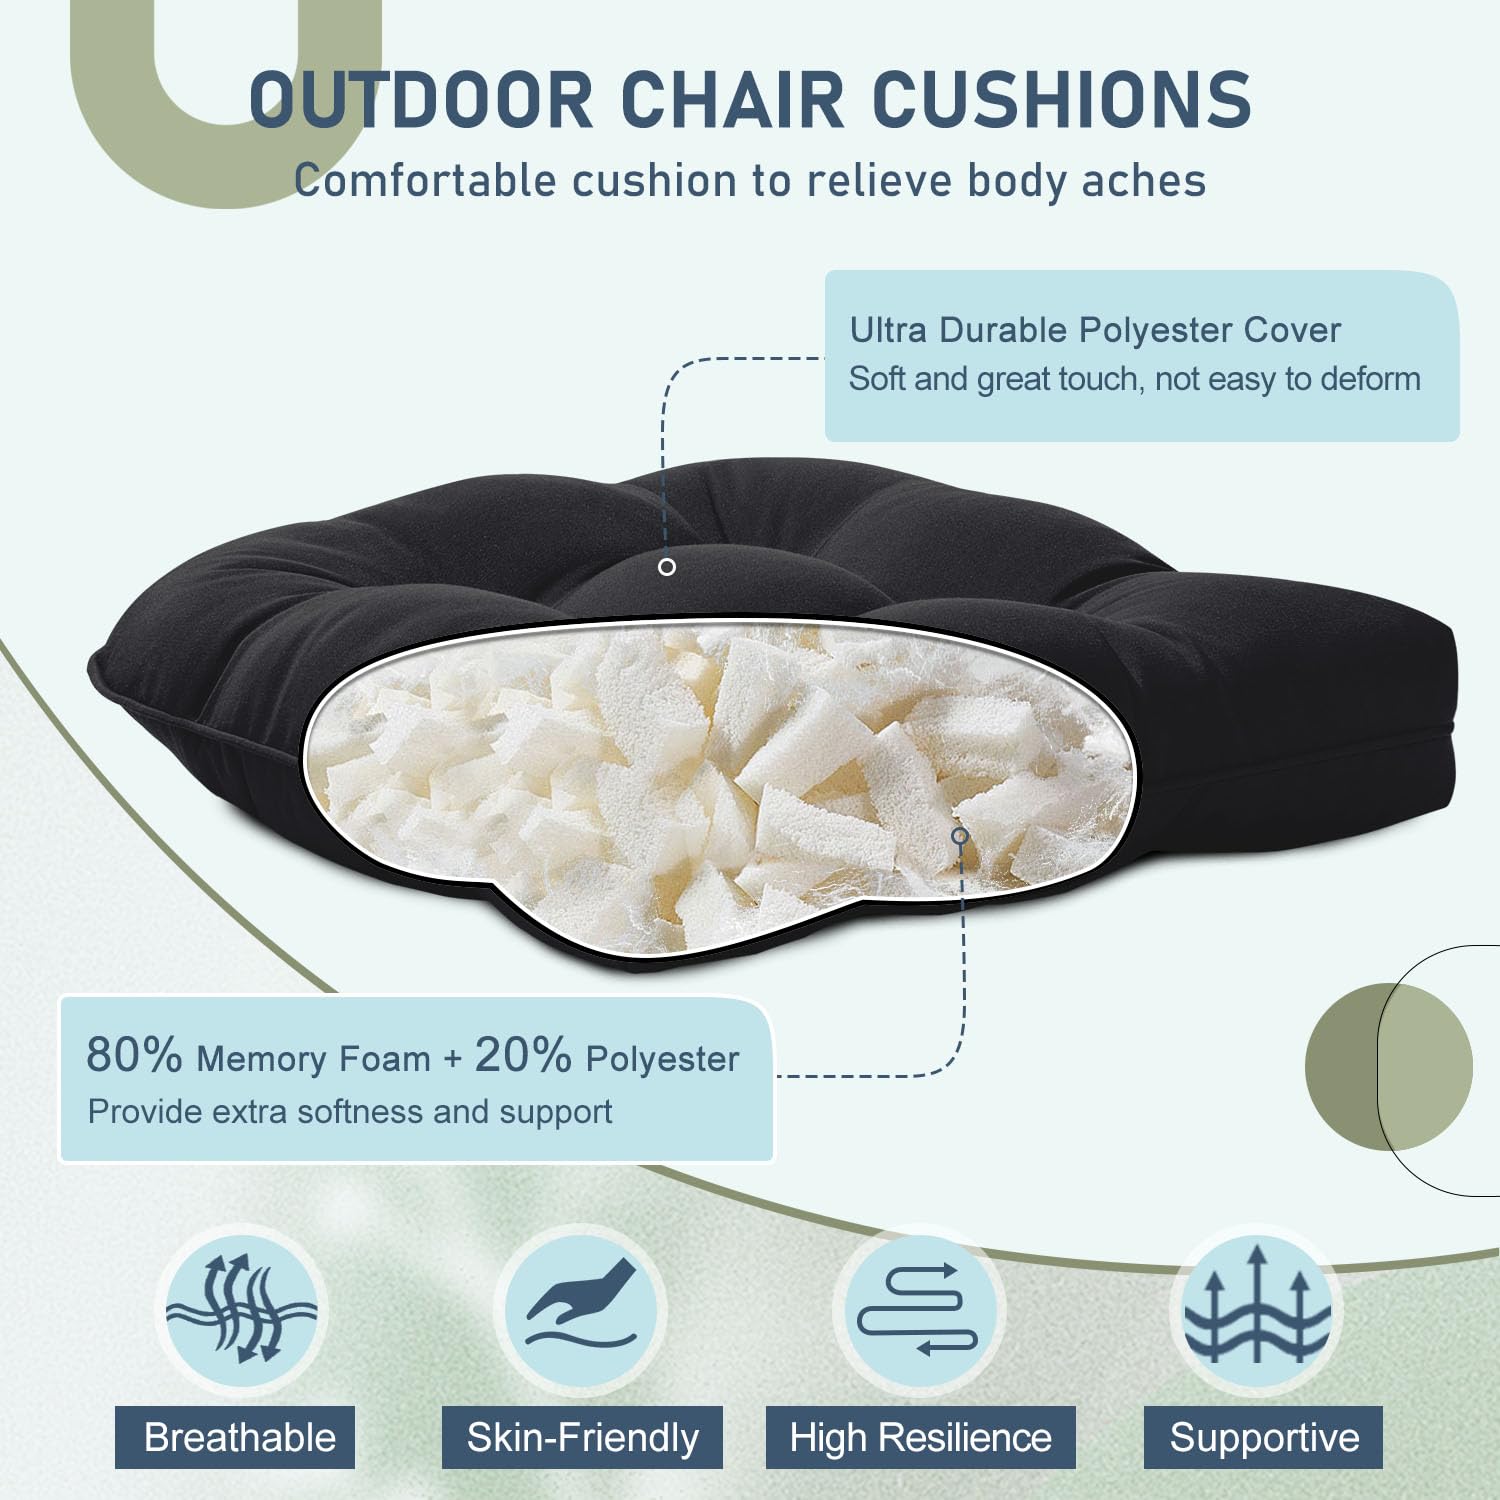 OUTDOOR CHAIR CUSHIONS
Comfortable cushion to relieve body aches
Ultra Durable Polyester Cover
Soft and great touch, not easy to deform
80% Memory Foam + 20% Polyester
Provide extra softness and support
Breathable
Skin-Friendly
High Resilience
Supportive